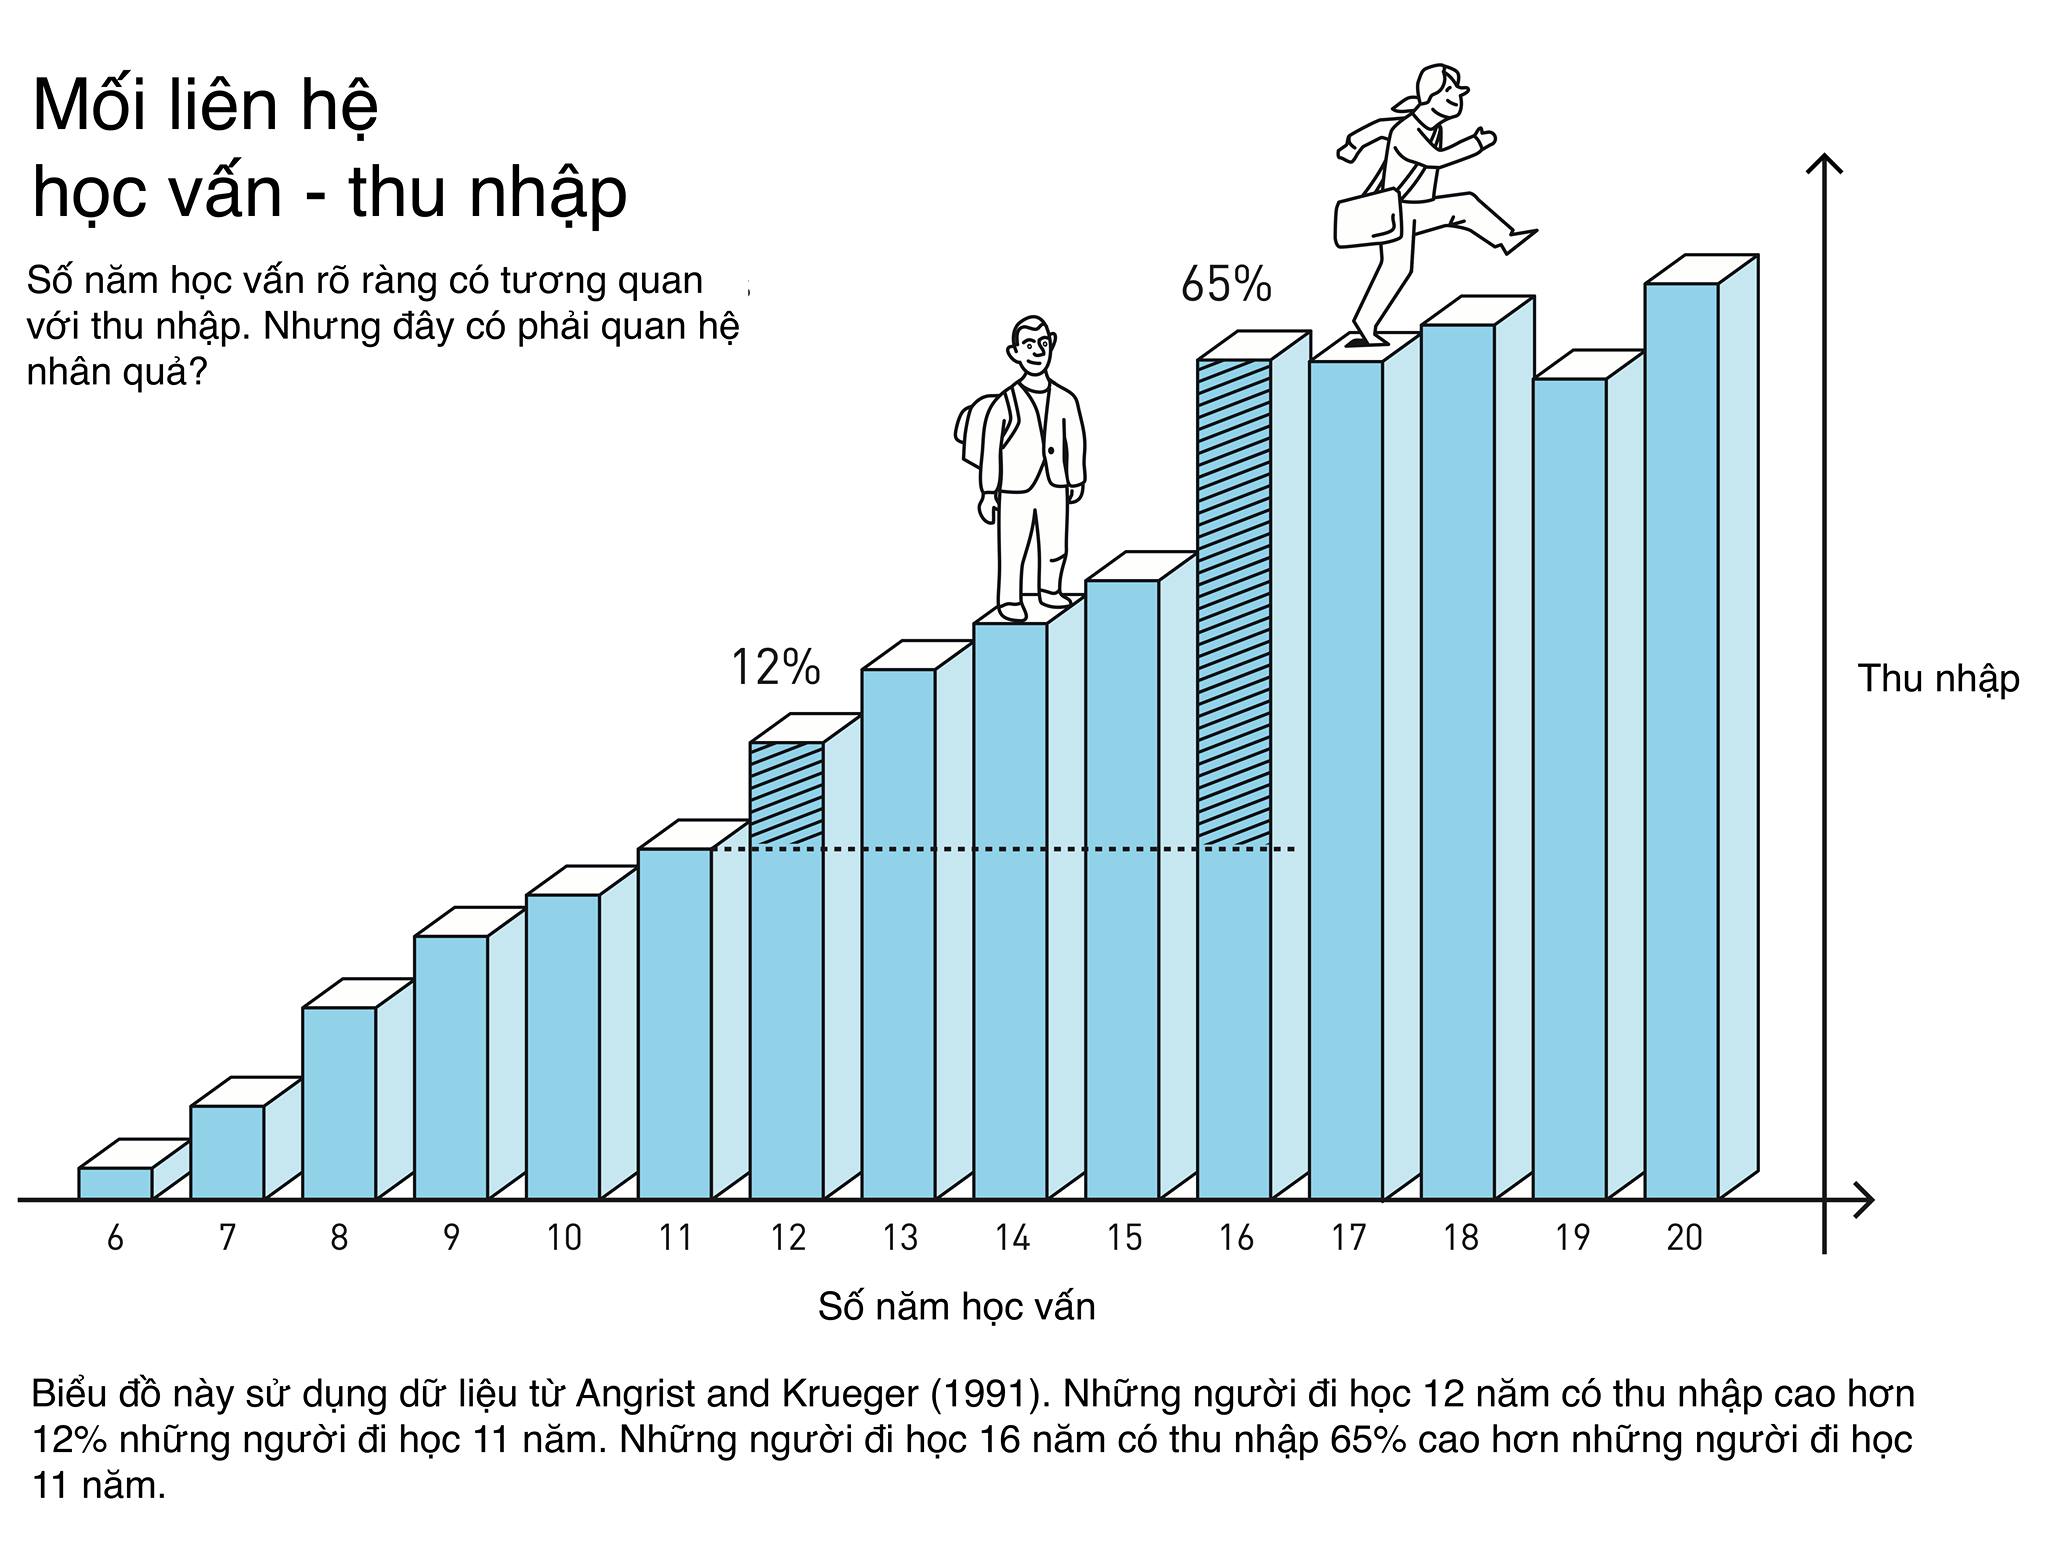 Mối liên hệ
học vấn - thu nhập
Số năm học vấn rõ ràng có tương quan
với thu nhập. Nhưng đây có phải quan hệ
nhân quả?
65%
12%
Thu nhập
6 7 8 9 10 11 12 13 14 15 16 17 18 19 20
Số năm học vấn
Biểu đồ này sử dụng dữ liệu từ Angrist and Krueger (1991). Những người đi học 12 năm có thu nhập cao hơn
12% những người đi học 11 năm. Những người đi học 16 năm có thu nhập 65% cao hơn những người đi học
11 năm.